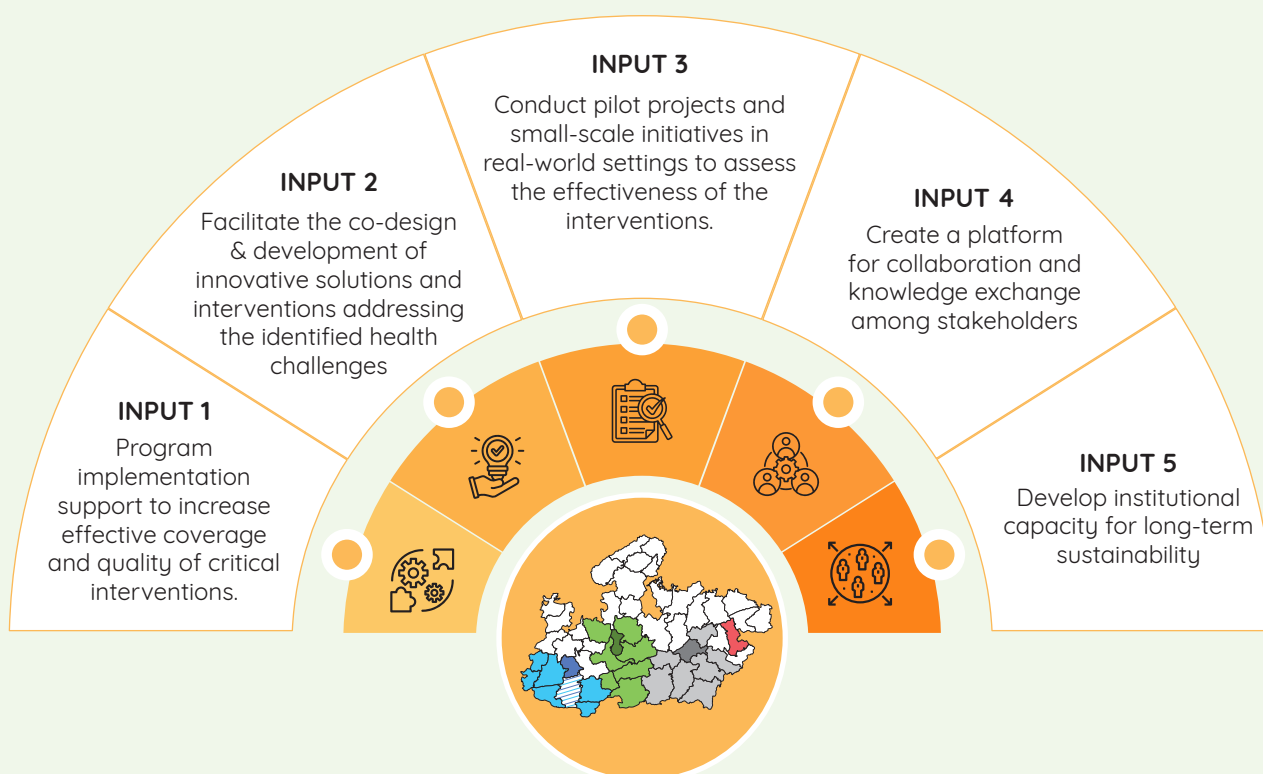 INPUT 1
Program
implementation
support to increase
effective coverage
and quality of critical
interventions.
INPUT 2
Facilitate the co-design
& development of
innovative solutions and
interventions addressing
the identified health
challenges
INPUT 3
Conduct pilot projects and
small-scale initiatives in
real-world settings to assess
the effectiveness of the
interventions.
INPUT 4
Create a platform
for collaboration and
knowledge exchange
among stakeholders
INPUT 5
Develop institutional
capacity for long-term
sustainability